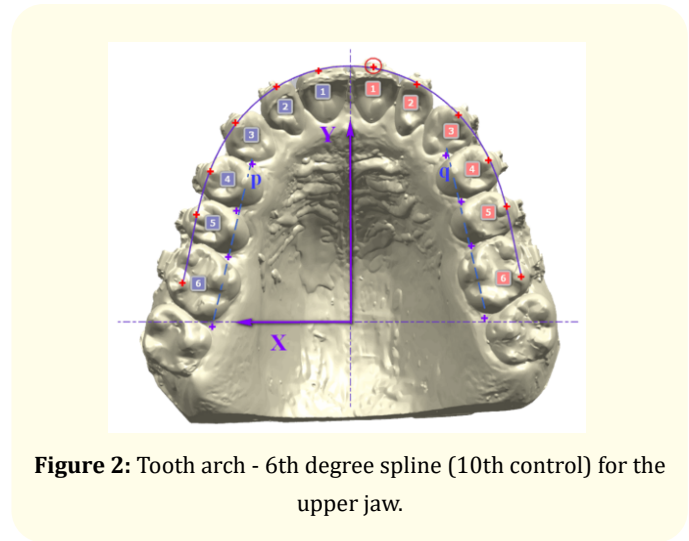 1 1
2 2
3 3
Y
p q
4 4
5 5
6 6
X
Figure 2: Tooth arch - 6th degree spline (10th control) for the
upper jaw.